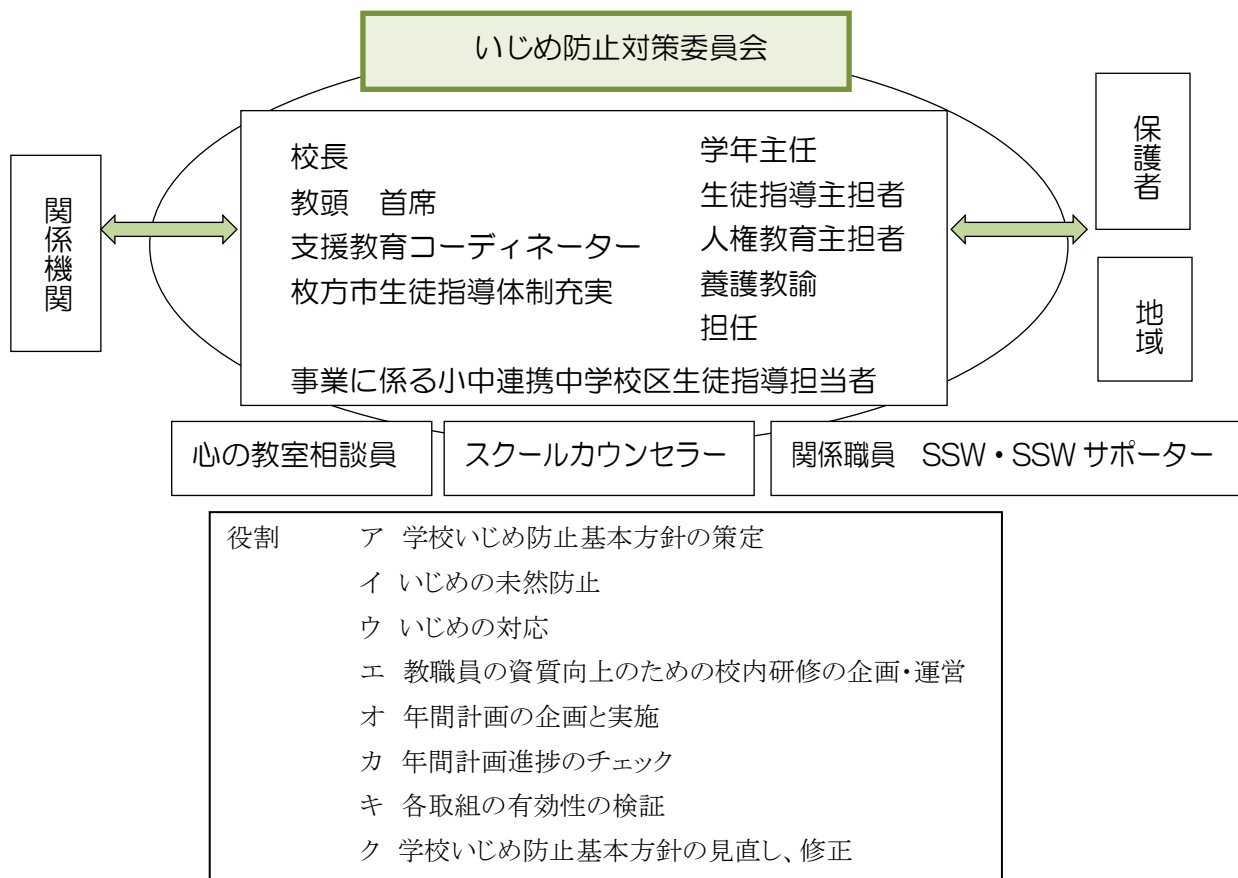 いじめ防止対策委員会
関係機関
校長
教頭　首席
支援教育コーディネーター
枚方市生徒指導体制充実
学年主任
生徒指導主担者
人権教育主担者
養護教諭
担任
事業に係る小中連携中学校区生徒指導担当者
保護者
地域
心の教室相談員
スクールカウンセラー
関係職員　SSW・SSWサポーター
役割　ア 学校いじめ防止基本方針の策定
イ いじめの未然防止
ウ いじめの対応
エ 教職員の資質向上のための校内研修の企画・運営
オ 年間計画の企画と実施
カ 年間計画進捗のチェック
キ 各取組の有効性の検証
ク 学校いじめ防止基本方針の見直し、修正